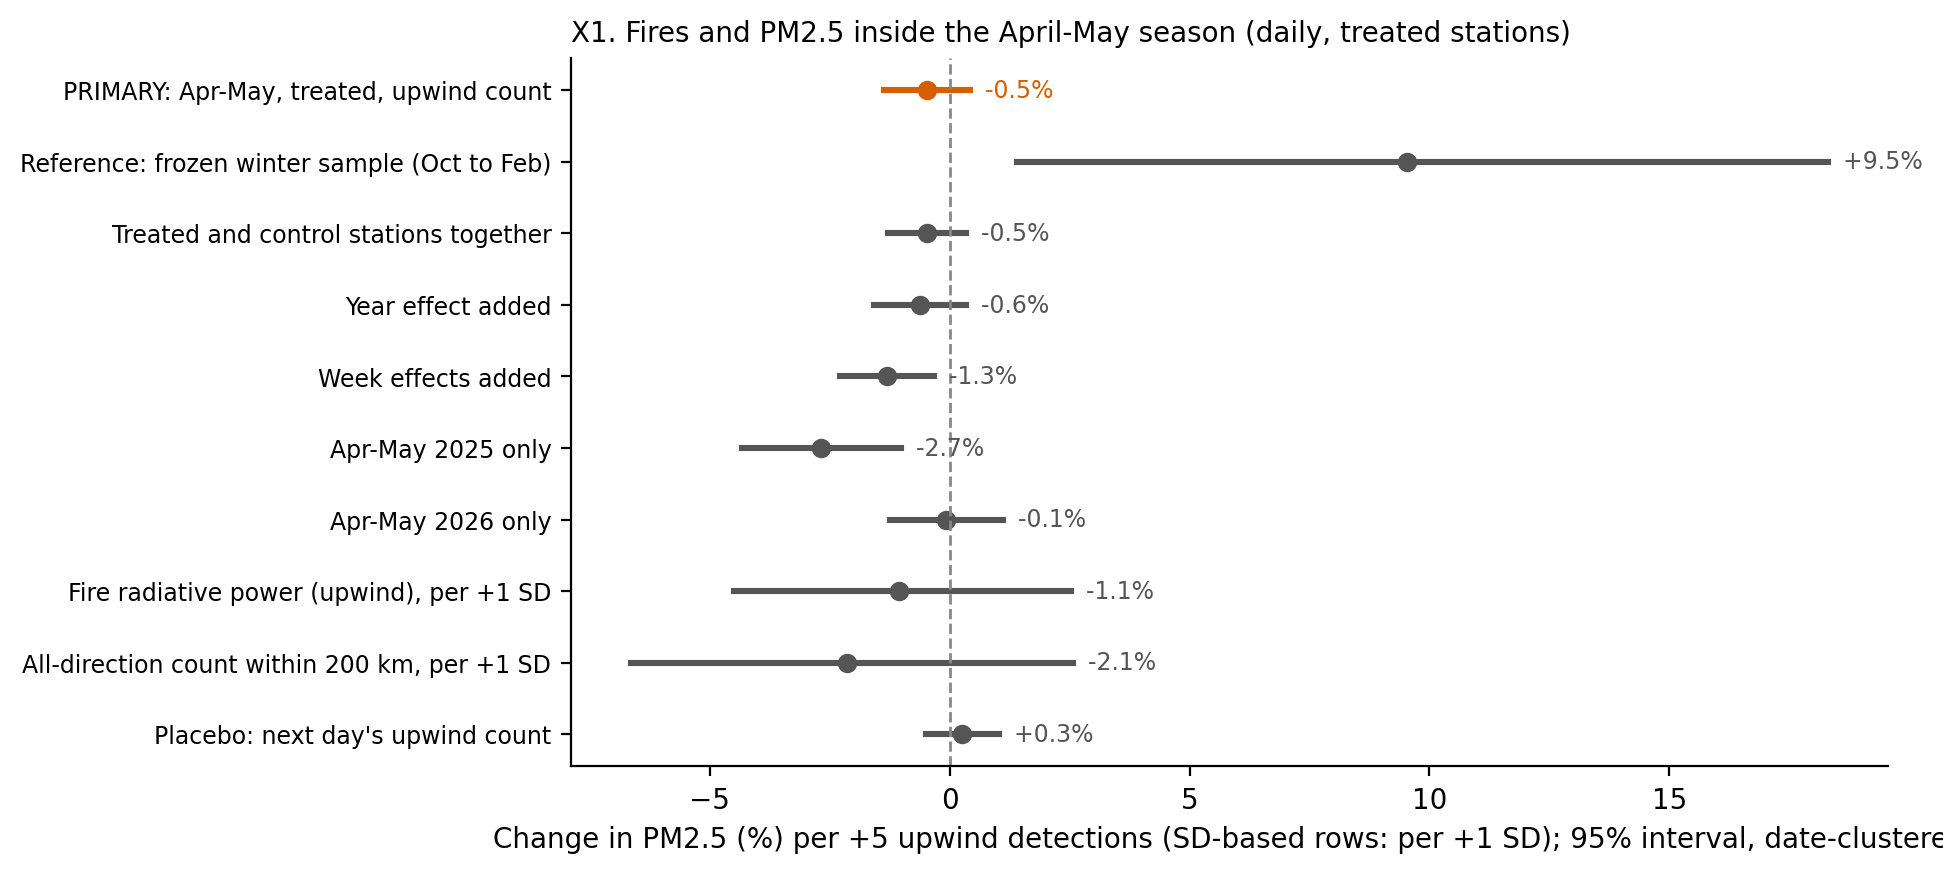 X1. Fires and PM2.5 inside the April-May season (daily, treated stations)
PRIMARY: Apr-May, treated, upwind count
-0.5%
Reference: frozen winter sample (Oct to Feb)
+9.5%
Treated and control stations together
-0.5%
Year effect added
-0.6%
Week effects added
-1.3%
Apr-May 2025 only
-2.7%
Apr-May 2026 only
-0.1%
Fire radiative power (upwind), per +1 SD
-1.1%
All-direction count within 200 km, per +1 SD
-2.1%
Placebo: next day's upwind count
+0.3%
−5 0 5 10 15
Change in PM2.5 (%) per +5 upwind detections (SD-based rows: per +1 SD); 95% interval, date-clustere